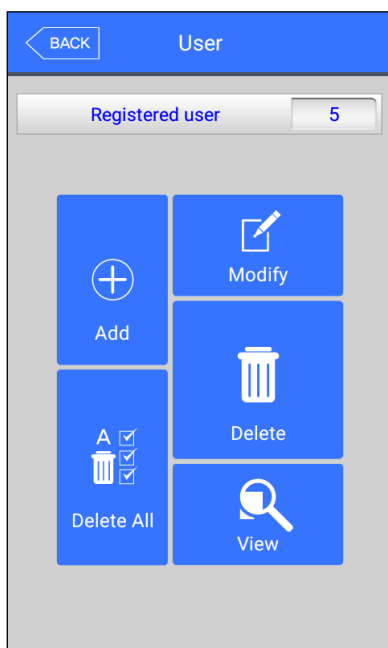 BACK
User
Registered user 5
Modify
Add
Delete
A
Delete All
View